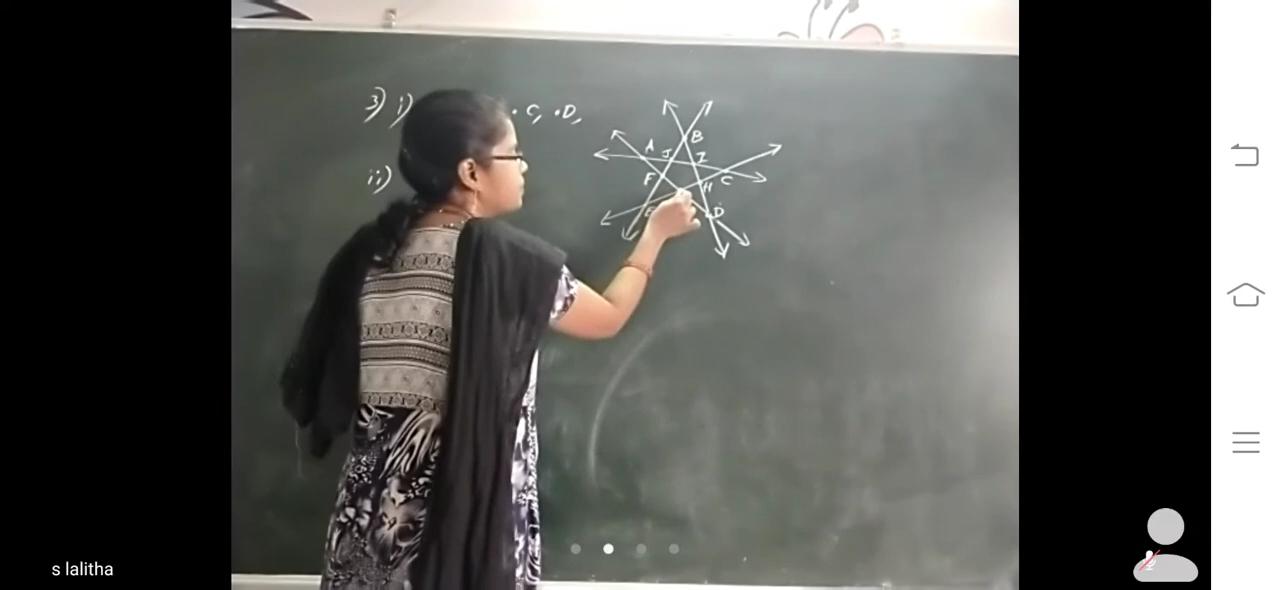 3) i) . C, . D,
B
A J I
F H C
E D
ii)
s lalitha